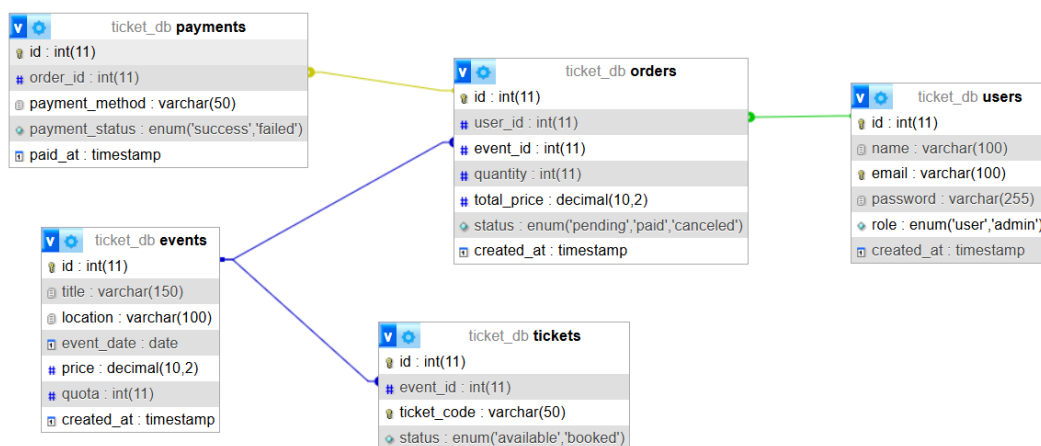 ticket_db payments
id : int(11)
order_id : int(11)
payment_method : varchar(50)
payment_status : enum('success','failed')
paid_at : timestamp
ticket_db orders
id : int(11)
user_id : int(11)
event_id : int(11)
quantity : int(11)
total_price : decimal(10,2)
status : enum('pending','paid','canceled')
created_at : timestamp
ticket_db users
id : int(11)
name : varchar(100)
email : varchar(100)
password : varchar(255)
role : enum('user','admin')
created_at : timestamp
ticket_db events
id : int(11)
title : varchar(150)
location : varchar(100)
event_date : date
price : decimal(10,2)
quota : int(11)
created_at : timestamp
ticket_db tickets
id : int(11)
event_id : int(11)
ticket_code : varchar(50)
status : enum('available','booked')